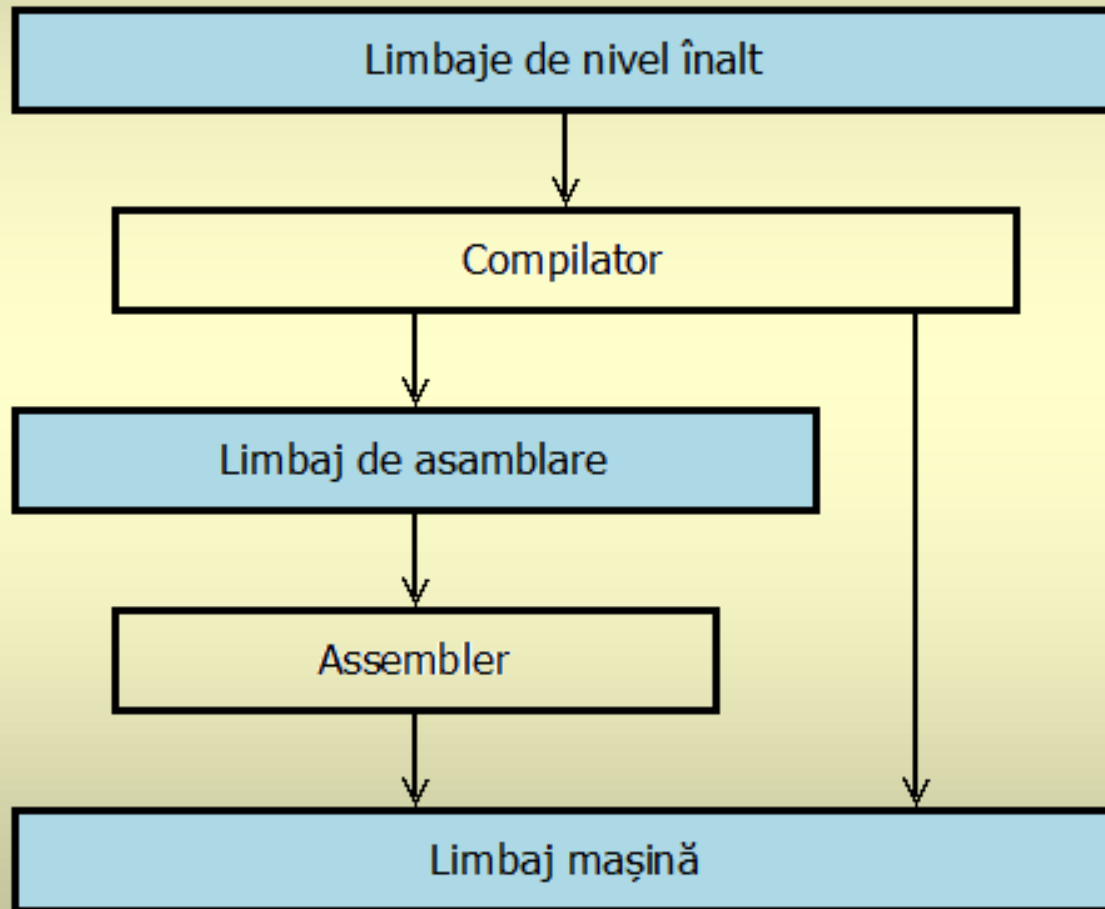 Limbaje de nivel înalt
Compilator
Limbaj de asamblare
Assembler
Limbaj mașină